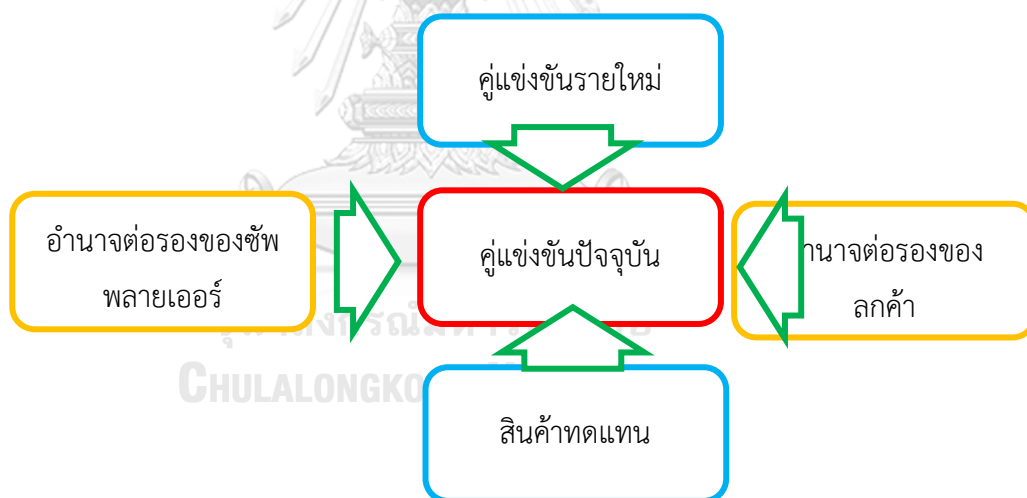 คู่แข่งขันรายใหม่
อำนาจต่อรองของซัพ
พลายเออร์
คู่แข่งขันปัจจุบัน
านาจต่อรองของ
ลกค้า
สินค้าทดแทน
CHULALONGKO